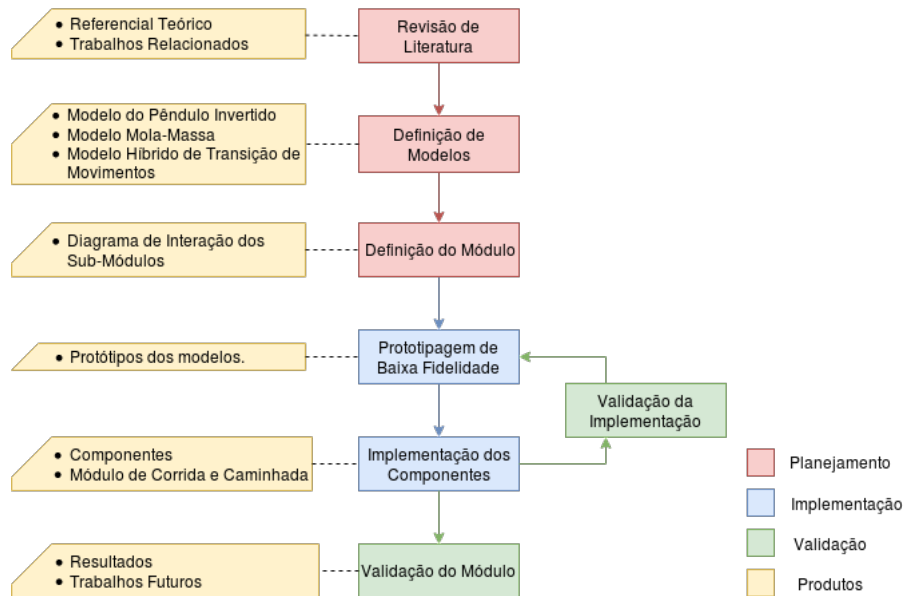 • Referencial Teórico
• Trabalhos Relacionados
Revisão de
Literatura
• Modelo do Pêndulo Invertido
• Modelo Mola-Massa
• Modelo Híbrido de Transição de
Movimentos
Definição de
Modelos
• Diagrama de Interação dos
Sub-Módulos
Definição do Módulo
• Protótipos dos modelos.
Prototipagem de
Baixa Fidelidade
Validação da
Implementação
• Componentes
• Módulo de Corrida e Caminhada
Implementação dos
Componentes
• Resultados
• Trabalhos Futuros
Validação do Módulo
Planejamento
Implementação
Validação
Produtos